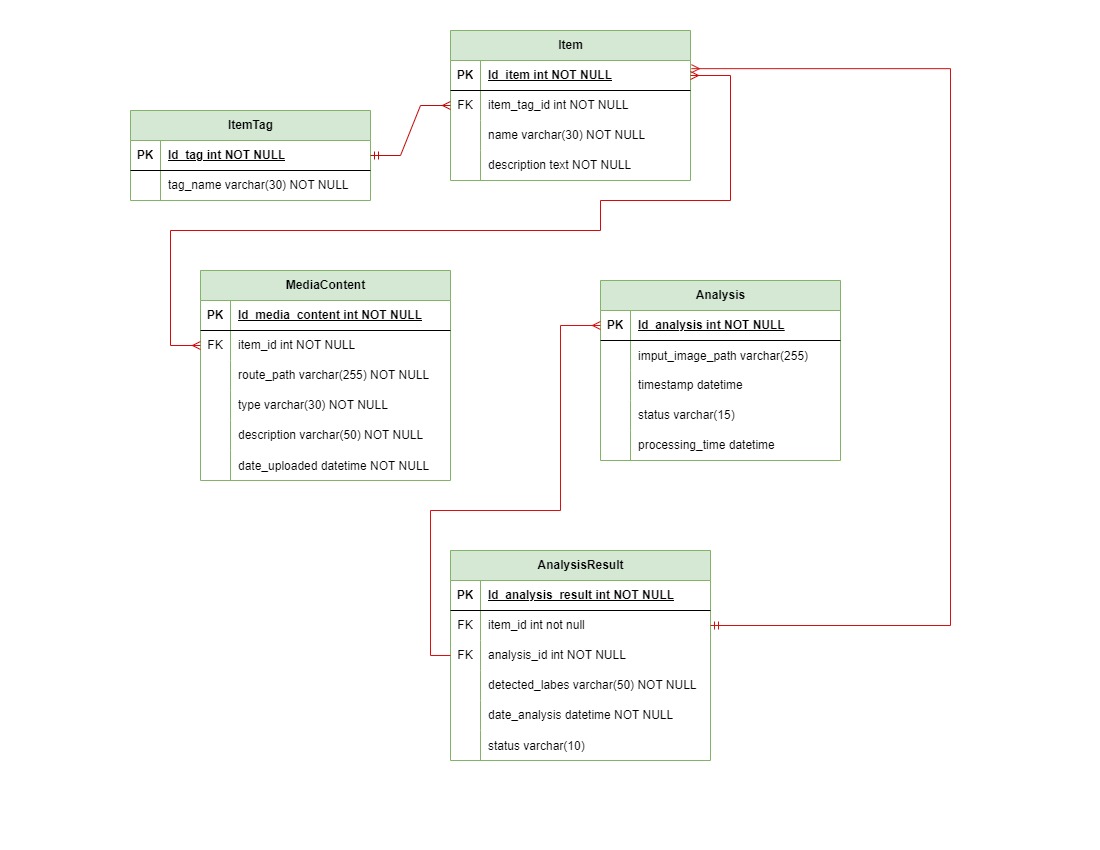 Item
PK Id_item int NOT NULL
FK item_tag_id int NOT NULL
name varchar(30) NOT NULL
description text NOT NULL
ItemTag
PK Id_tag int NOT NULL
tag_name varchar(30) NOT NULL
MediaContent
PK Id_media_content int NOT NULL
FK item_id int NOT NULL
route_path varchar(255) NOT NULL
type varchar(30) NOT NULL
description varchar(50) NOT NULL
date_uploaded datetime NOT NULL
Analysis
PK Id_analysis int NOT NULL
imput_image_path varchar(255)
timestamp datetime
status varchar(15)
processing_time datetime
AnalysisResult
PK Id_analysis_result int NOT NULL
FK item_id int not null
FK analysis_id int NOT NULL
detected_labes varchar(50) NOT NULL
date_analysis datetime NOT NULL
status varchar(10)